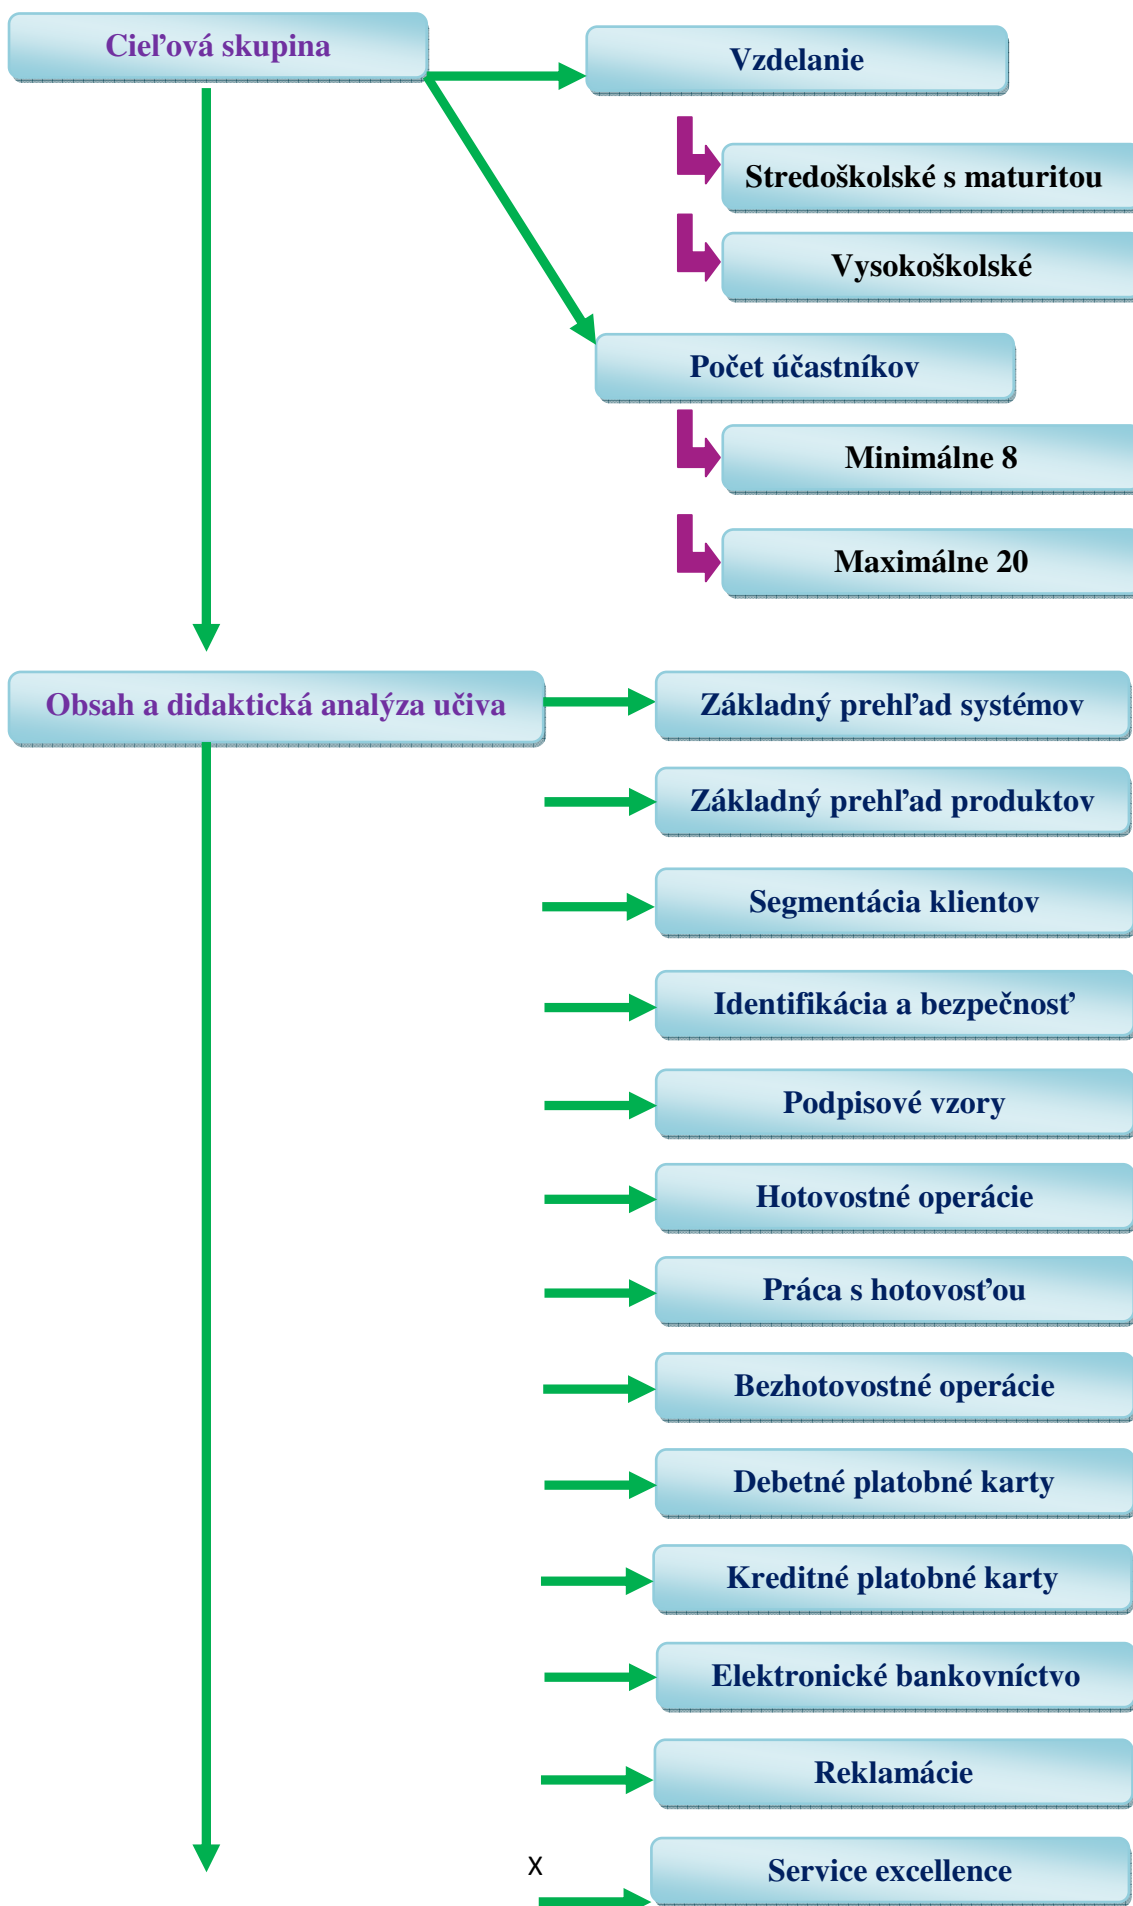 Cieľová skupina
Vzdelanie
Stredoškolské s maturitou
Vysokoškolské
Počet účastníkov
Minimálne 8
Maximálne 20
Obsah a didaktická analýza učiva
Základný prehľad systémov
Základný prehľad produktov
Segmentácia klientov
Identifikácia a bezpečnosť
Podpisové vzory
Hotovostné operácie
Práca s hotovosťou
Bezhotovostné operácie
Debetné platobné karty
Kreditné platobné karty
Elektronické bankovníctvo
Reklamácie
X
Service excellence